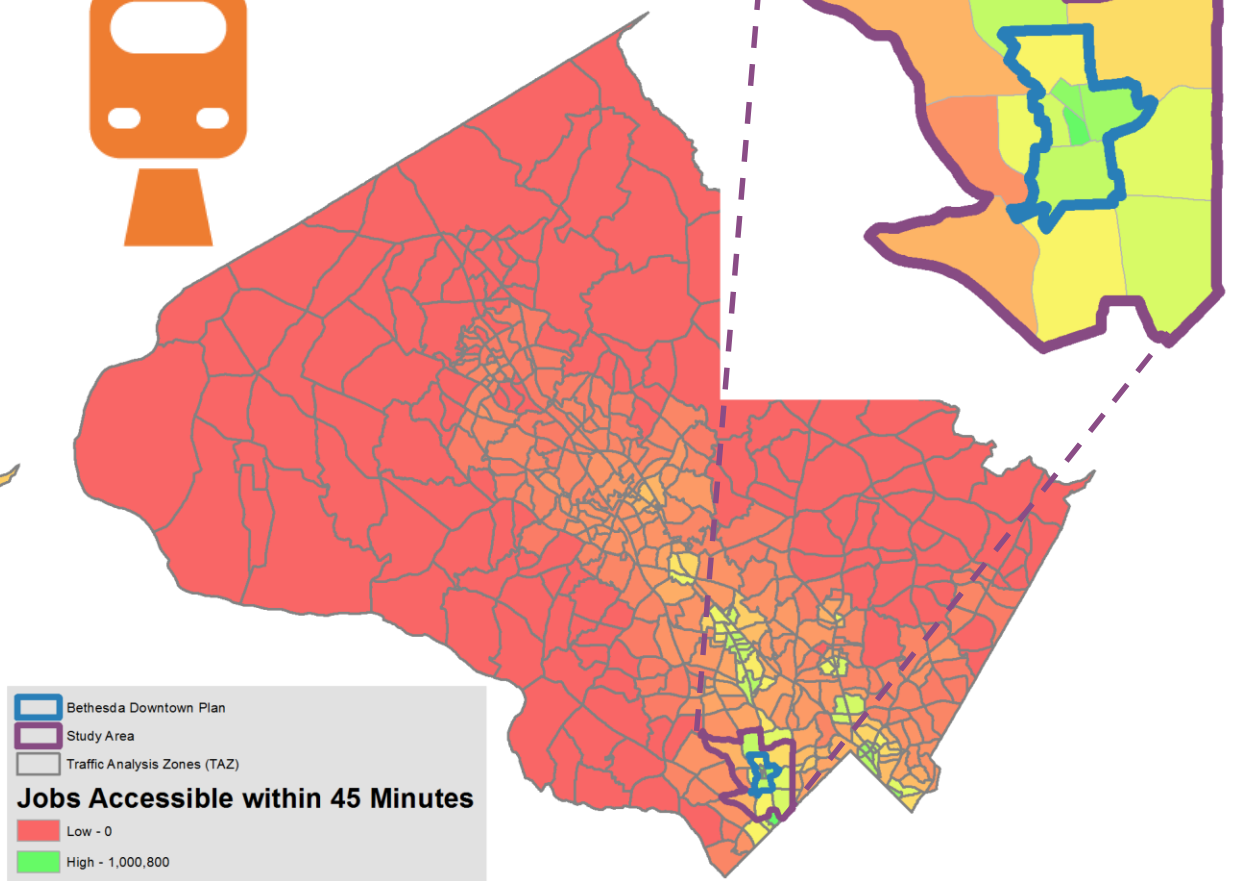 Bethesda Downtown Plan
Study Area
Traffic Analysis Zones (TAZ)
Jobs Accessible within 45 Minutes
Low - 0
High - 1,000,800